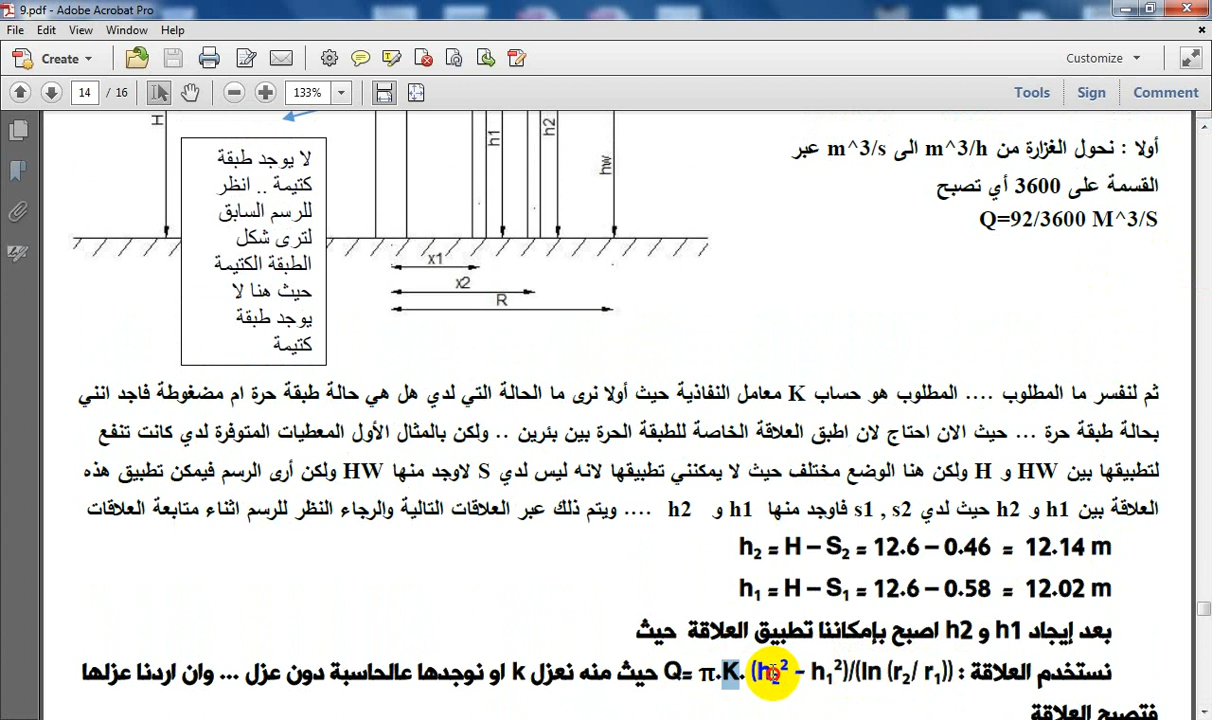 9.pdf - Adobe Acrobat Pro
File Edit View Window Help
Create
Customize
14 / 16
133%
Tools Sign Comment
H
h1
h2
hw
x1
x2
R
لا يوجد طبقة
كتيمة .. انظر
للرسم السابق
لترى شكل
الطبقة الكتيمة
حيث هنا لا
يوجد طبقة
كتيمة
أولا : نحول الغزارة من m^3/h الى m^3/s عبر
القسمة على 3600 أي تصبح
Q=92/3600 M^3/S
ثم لنفسر ما المطلوب .... المطلوب هو حساب K معامل النفاذية حيث أولا نرى ما الحالة التي لدي هل هي حالة طبقة حرة ام مضغوطة فاجد انني
بحالة طبقة حرة ... حيث الان احتاج لان اطبق العلاقة الخاصة للطبقة الحرة بين بئرين .. ولكن بالمثال الأول المعطيات المتوفرة لدي كانت تنفع
لتطبيقها بين HW و H ولكن هنا الوضع مختلف حيث لا يمكنني تطبيقها لانه ليس لدي S لاوجد منها HW ولكن أرى الرسم فيمكن تطبيق هذه
العلاقة بين h1 و h2 حيث لدي s1 , s2 فاوجد منها h1 و h2 .... ويتم ذلك عبر العلاقات التالية والرجاء النظر للرسم اثناء متابعة العلاقات
h₂ = H – S₂ = 12.6 – 0.46 = 12.14 m
h₁ = H – S₁ = 12.6 – 0.58 = 12.02 m
بعد إيجاد h1 و h2 اصبح بإمكاننا تطبيق العلاقة حيث
نستخدم العلاقة : Q= π.K. (h₂² – h₁²)/(ln (r₂/ r₁)) حيث منه نعزل k او نوجدها عالحاسبة دون عزل ... وان اردنا عزلها
فتصبح العلاقة